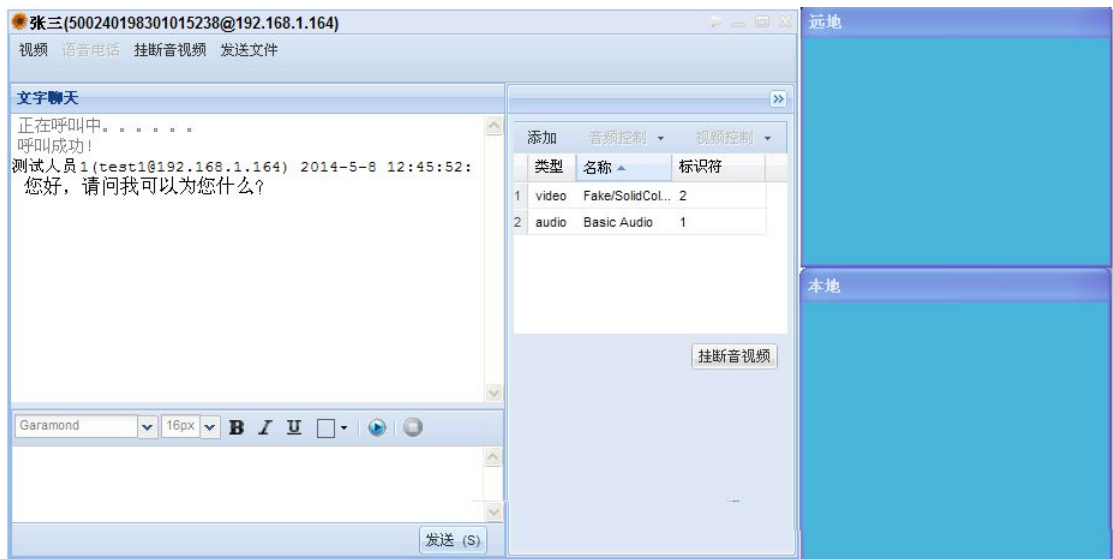 张三(500240198301015238@192.168.1.164)
视频 语音电话 挂断音视频 发送文件
文字聊天
正在呼叫中。。。。。。
呼叫成功!
测试人员1(test1@192.168.1.164) 2014-5-8 12:45:52:
您好, 请问我可以为您什么?
Garamond 16px B I U
发送 (S)
添加 音频控制 视频控制
类型 名称 标识符
1 video Fake/SolidCol... 2
2 audio Basic Audio 1
挂断音视频
远地
本地